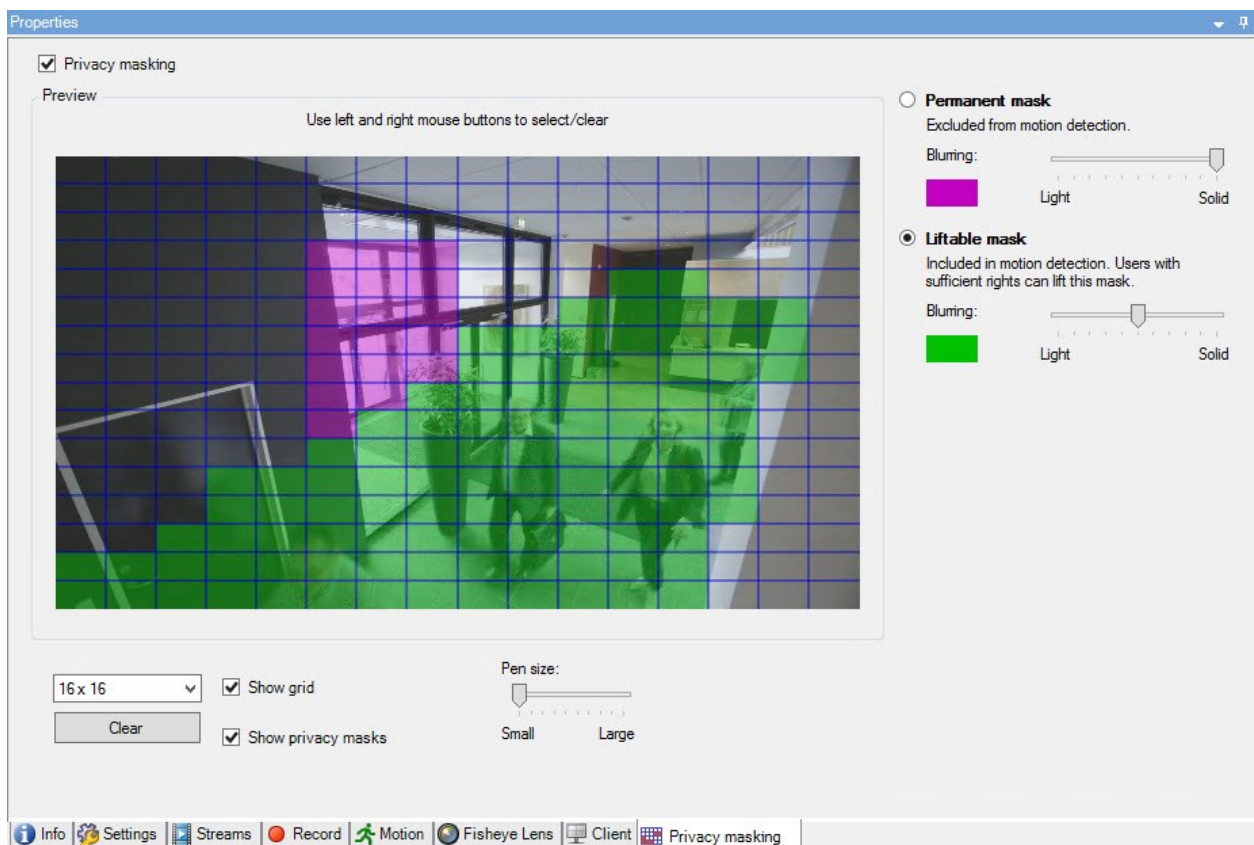 Properties
Privacy masking
Preview
Use left and right mouse buttons to select/clear
Permanent mask
Excluded from motion detection.
Blurring:
Light Solid
Liftable mask
Included in motion detection. Users with
sufficient rights can lift this mask.
Blurring:
Light Solid
Pen size:
16 x 16
Show grid
Clear
Show privacy masks
Small Large
Info Settings Streams Record Motion Fisheye Lens Client Privacy masking